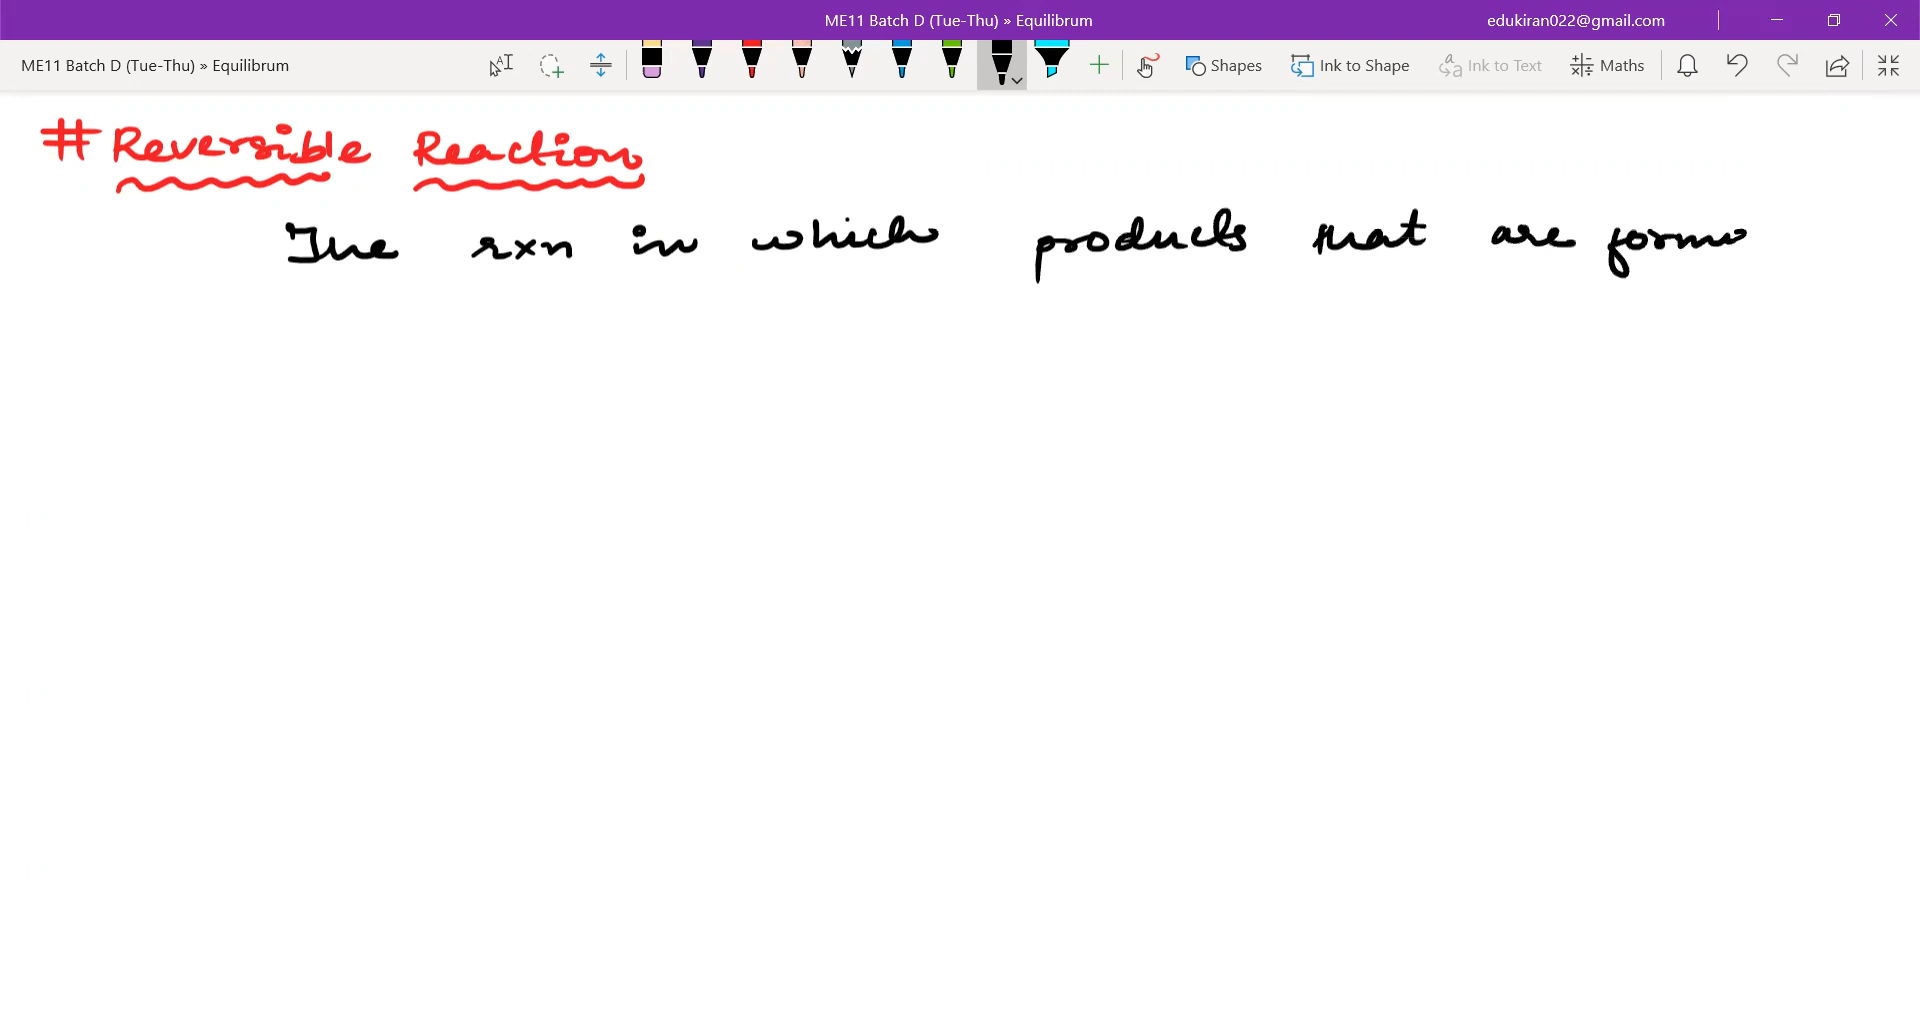 ME11 Batch D (Tue-Thu) » Equilibrum
edukiran022@gmail.com
ME11 Batch D (Tue-Thu) » Equilibrum
Shapes
Ink to Shape
Ink to Text
Maths
# Reversible Reaction
The rxn in which products that are form